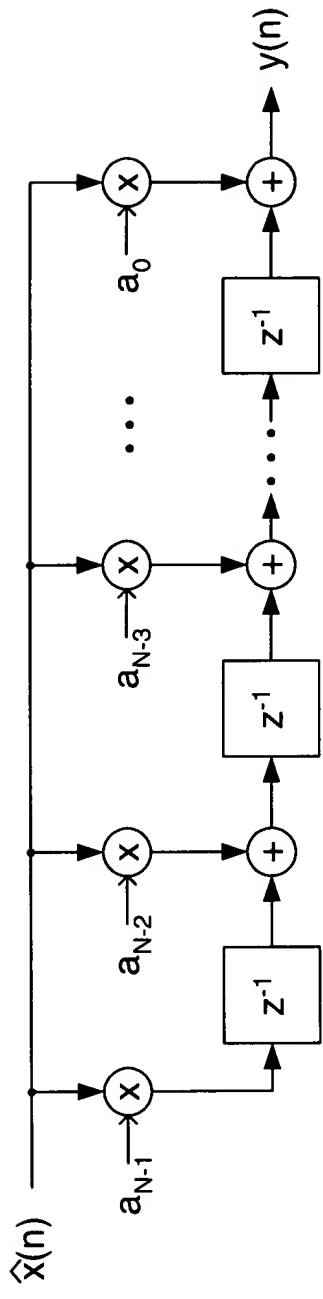 x̂(n)
a_{N-1} a_{N-2} a_{N-3} a_0
x x x ... x
z^{-1} + z^{-1} + ... z^{-1} + y(n)